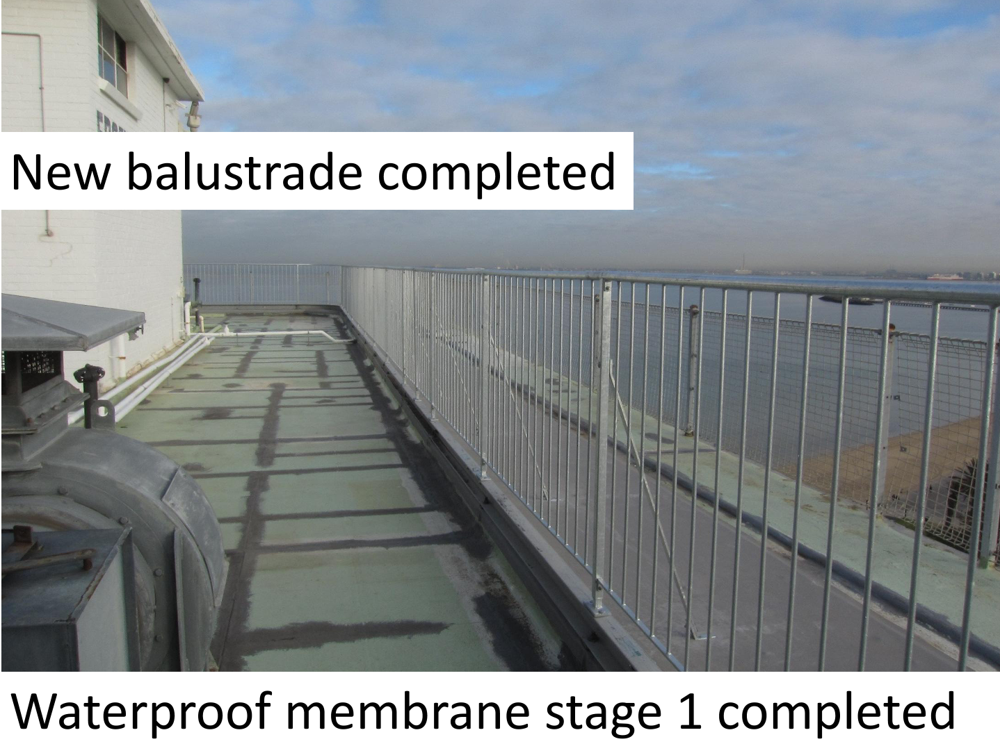 New balustrade completed
Waterproof membrane stage 1 completed